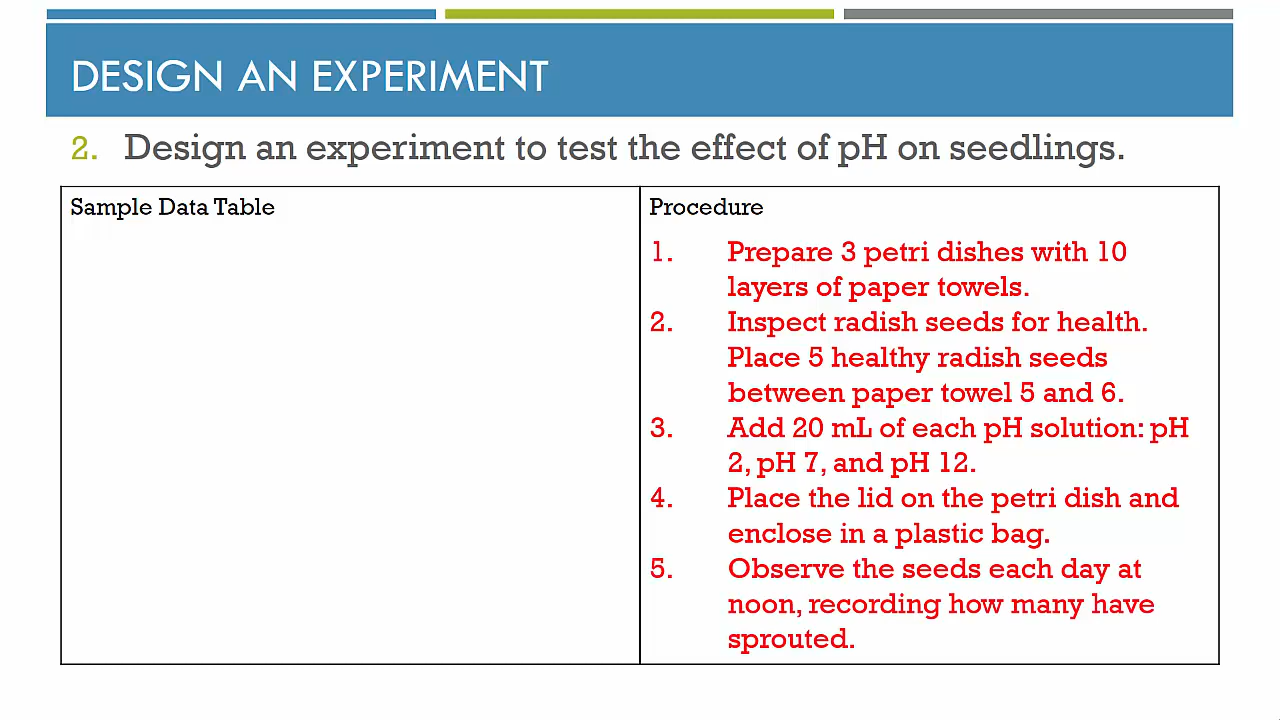 DESIGN AN EXPERIMENT
2. Design an experiment to test the effect of pH on seedlings.
Sample Data Table
Procedure
1. Prepare 3 petri dishes with 10
layers of paper towels.
2. Inspect radish seeds for health.
Place 5 healthy radish seeds
between paper towel 5 and 6.
3. Add 20 mL of each pH solution: pH
2, pH 7, and pH 12.
4. Place the lid on the petri dish and
enclose in a plastic bag.
5. Observe the seeds each day at
noon, recording how many have
sprouted.